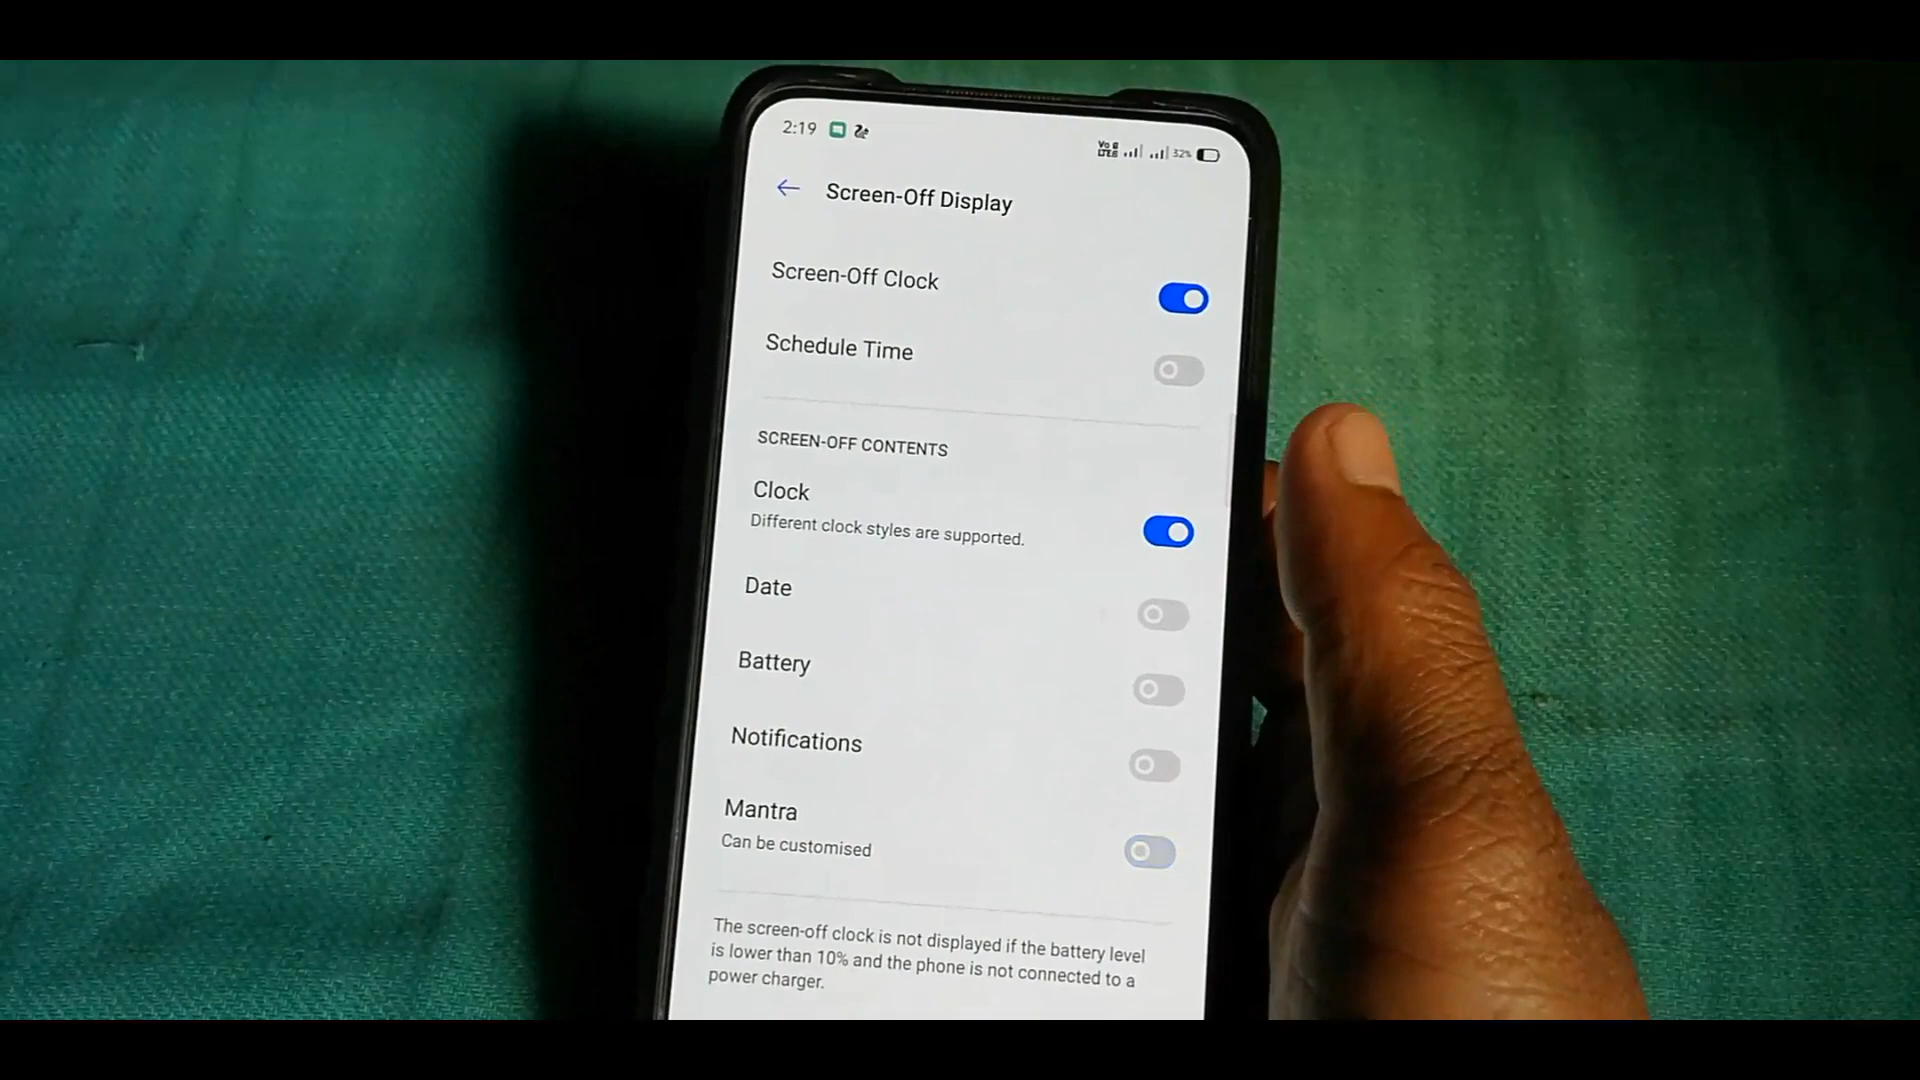 2:19
Vo LTE 32%
Screen-Off Display
Screen-Off Clock
Schedule Time
SCREEN-OFF CONTENTS
Clock
Different clock styles are supported.
Date
Battery
Notifications
Mantra
Can be customised
The screen-off clock is not displayed if the battery level
is lower than 10% and the phone is not connected to a
power charger.